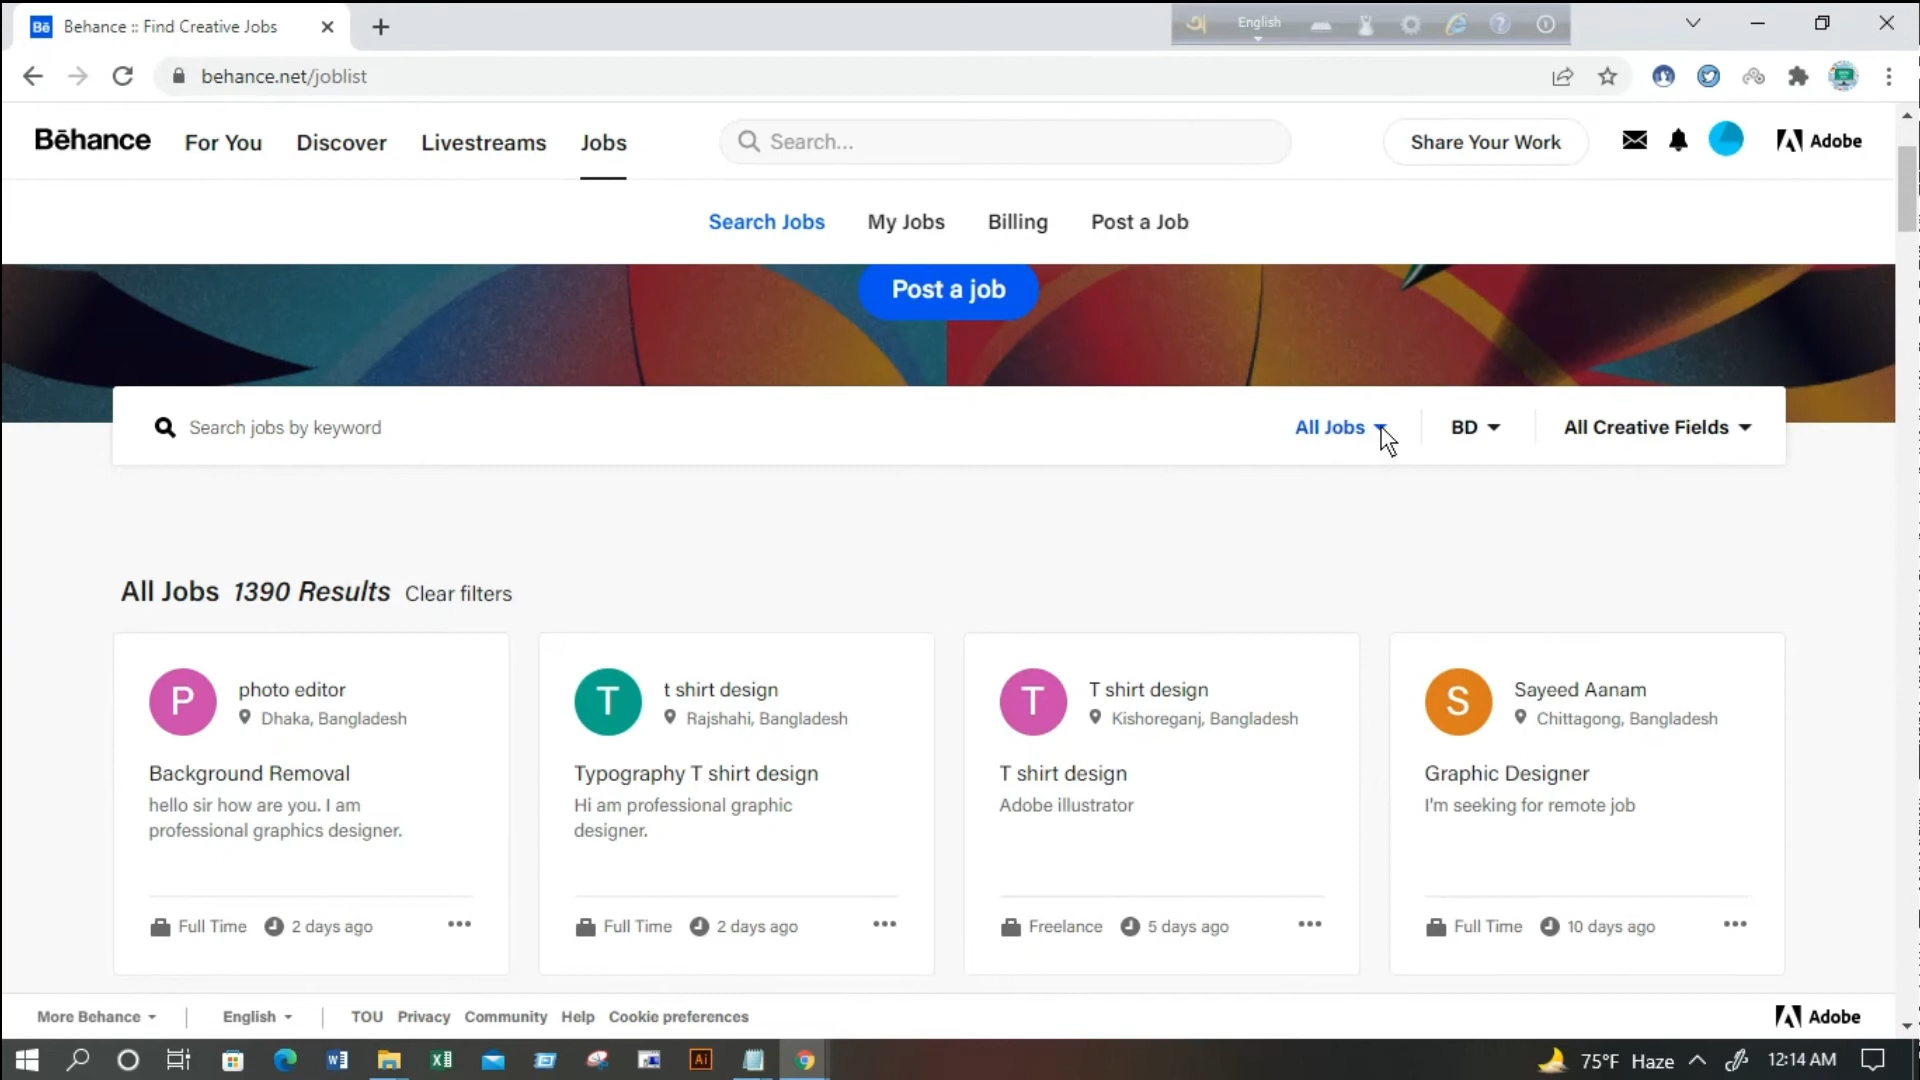 Bē Behance :: Find Creative Jobs
English
behance.net/joblist
Bēhance For You Discover Livestreams Jobs Search... Share Your Work Adobe
Search Jobs My Jobs Billing Post a Job
Post a job
Search jobs by keyword All Jobs BD All Creative Fields
All Jobs 1390 Results Clear filters
P photo editor
Dhaka, Bangladesh
Background Removal
hello sir how are you. I am
professional graphics designer.
Full Time 2 days ago
T t shirt design
Rajshahi, Bangladesh
Typography T shirt design
Hi am professional graphic
designer.
Full Time 2 days ago
T T shirt design
Kishoreganj, Bangladesh
T shirt design
Adobe illustrator
Freelance 5 days ago
S Sayeed Aanam
Chittagong, Bangladesh
Graphic Designer
I'm seeking for remote job
Full Time 10 days ago
More Behance English TOU Privacy Community Help Cookie preferences Adobe
Ai 75°F Haze 12:14 AM